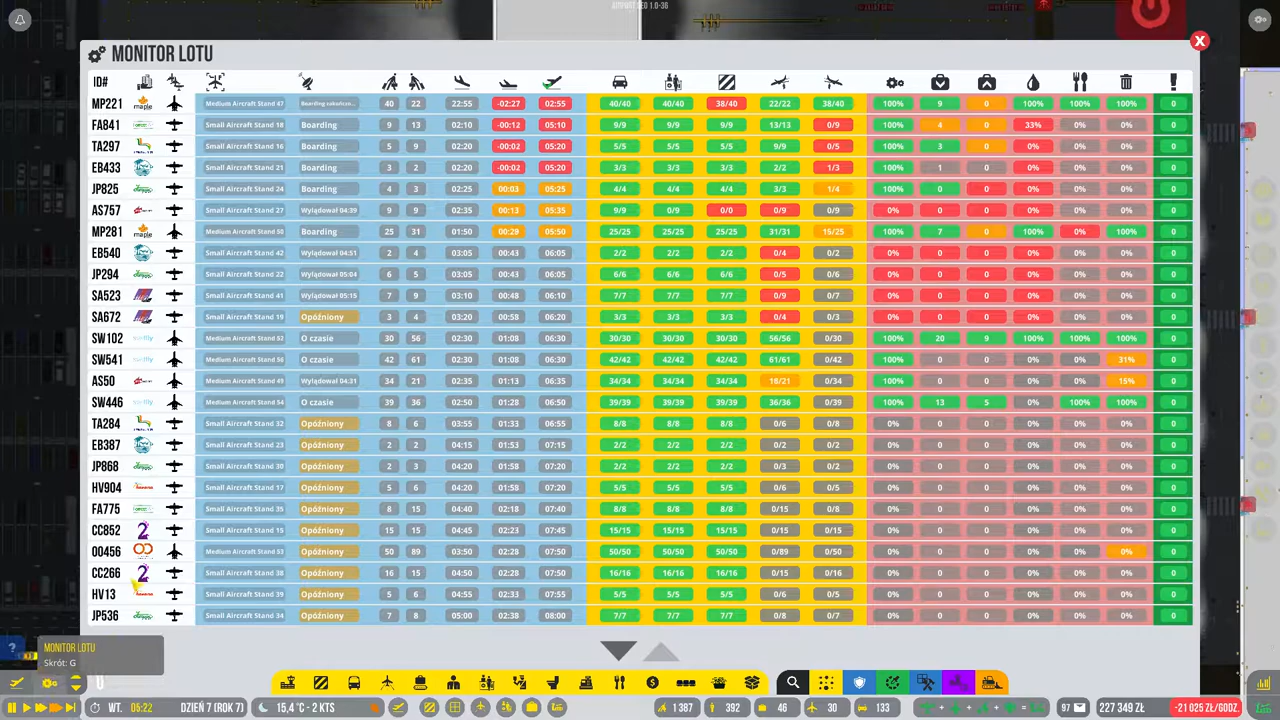 MONITOR LOTU
ID#
MP221 Medium Aircraft Stand 47 40 22 22:55 -02:27 02:55 40/40 40/40 38/40 22/22 38/40 100% 9 0 100% 100% 100% 0
FA841 Small Aircraft Stand 18 Boarding 9 13 02:10 -00:12 05:10 9/9 9/9 9/9 13/13 0/9 100% 4 0 33% 0% 0% 0
TA297 Small Aircraft Stand 16 Boarding 5 9 02:20 -00:02 05:20 5/5 5/5 5/5 9/9 0/5 100% 3 0 0% 0% 0% 0
EB433 Small Aircraft Stand 21 Boarding 3 2 02:20 -00:02 05:20 3/3 3/3 3/3 2/2 1/3 100% 1 0 0% 0% 0% 0
JP825 Small Aircraft Stand 24 Boarding 4 3 02:25 00:03 05:25 4/4 4/4 4/4 3/3 1/4 100% 0 0 0% 0% 0% 0
AS757 Small Aircraft Stand 27 Wylądował 04:39 9 9 02:35 00:13 05:35 9/9 0/9 0/0 0/9 0/9 0% 0 0 0% 0% 0% 0
MP281 Medium Aircraft Stand 50 Boarding 25 31 01:50 00:28 05:50 25/25 25/25 25/25 31/31 15/25 100% 7 0 100% 0% 100% 0
EB540 Small Aircraft Stand 42 Wylądował 04:51 2 4 03:05 00:43 06:05 2/2 2/2 2/2 0/4 0/2 0% 0 0 0% 0% 0% 0
JP294 Small Aircraft Stand 22 Wylądował 05:04 6 5 03:05 00:43 06:05 6/6 6/6 6/6 0/5 0/6 0% 0 0 0% 0% 0% 0
SA523 Small Aircraft Stand 41 Wylądował 05:15 7 9 03:10 00:48 06:10 7/7 7/7 7/7 0/9 0/7 0% 0 0 0% 0% 0% 0
SW672 Small Aircraft Stand 19 Opóźniony 3 4 03:20 00:58 06:20 3/3 3/3 3/3 0/4 0/3 0% 0 0 0% 0% 0% 0
SW102 Medium Aircraft Stand 52 O czasie 30 56 02:30 01:08 06:30 30/30 30/30 30/30 56/56 0/30 100% 20 9 100% 100% 100% 0
SW541 Medium Aircraft Stand 56 O czasie 42 61 02:30 01:08 06:30 42/42 42/42 42/42 61/61 0/42 100% 0 0 0% 0% 31% 0
AS50 Medium Aircraft Stand 49 Wylądował 04:31 34 21 02:35 01:13 06:35 34/34 34/34 34/34 16/21 0/34 100% 0 0 0% 0% 15% 0
SW446 Medium Aircraft Stand 54 O czasie 39 36 02:50 01:28 06:50 39/39 39/39 39/39 36/36 0/39 100% 13 5 0% 100% 100% 0
TA284 Small Aircraft Stand 32 Opóźniony 8 6 03:55 01:33 06:55 8/8 8/8 8/8 0/6 0/8 0% 0 0 0% 0% 0% 0
EB387 Small Aircraft Stand 23 Opóźniony 2 2 04:15 01:53 07:15 2/2 2/2 2/2 0/2 0/2 0% 0 0 0% 0% 0% 0
JP868 Small Aircraft Stand 30 Opóźniony 2 3 04:20 01:58 07:20 2/2 2/2 2/2 0/3 0/2 0% 0 0 0% 0% 0% 0
HV904 Small Aircraft Stand 17 Opóźniony 5 6 04:20 01:58 07:20 5/5 5/5 5/5 0/6 0/5 0% 0 0 0% 0% 0% 0
FA775 Small Aircraft Stand 35 Opóźniony 8 15 04:40 02:18 07:40 8/8 8/8 8/8 0/15 0/8 0% 0 0 0% 0% 0% 0
CC852 Small Aircraft Stand 15 Opóźniony 15 15 04:45 02:23 07:45 15/15 15/15 15/15 0/15 0/15 0% 0 0 0% 0% 0% 0
OO456 Medium Aircraft Stand 53 Opóźniony 50 89 03:50 02:28 07:50 50/50 50/50 50/50 0/89 0/50 0% 0 0 0% 0% 0% 0
CC266 2 Small Aircraft Stand 38 Opóźniony 16 15 04:50 02:28 07:50 16/16 16/16 16/16 0/15 0/16 0% 0 0 0% 0% 0% 0
HV13 Small Aircraft Stand 39 Opóźniony 5 6 04:55 02:33 07:55 5/5 5/5 5/5 0/6 0/5 0% 0 0 0% 0% 0% 0
JP536 Small Aircraft Stand 34 Opóźniony 7 8 05:00 02:38 08:00 7/7 7/7 7/7 0/8 0/7 0% 0 0 0% 0% 0% 0
MONITOR LOTU
Skrót: G
WT. 05:22 DZIEŃ 7 (ROK 7) 15,4°C - 2 KTS 1 387 392 46 30 133 97 227 349 ZŁ -21 025 ZŁ/GODZ.